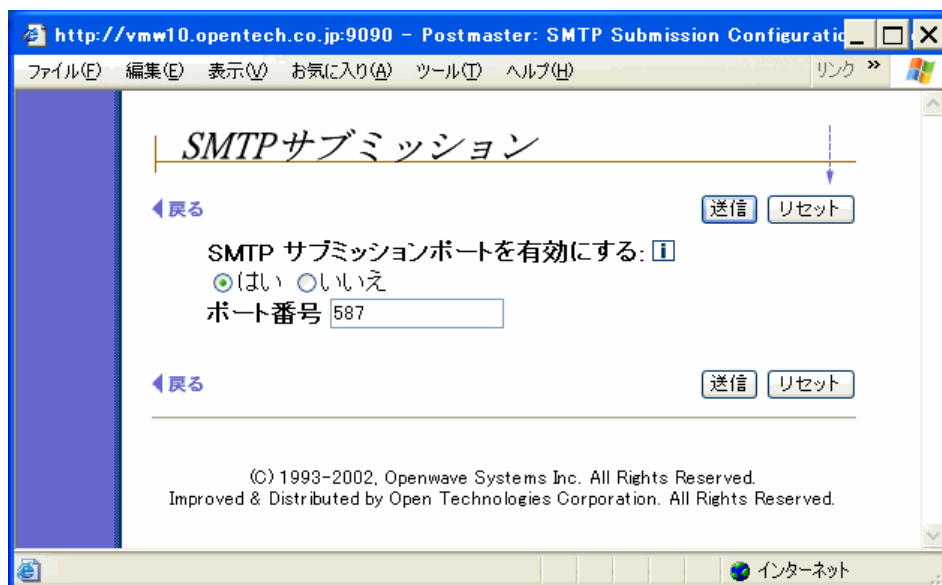 http://vmw10.opentech.co.jp:9090 - Postmaster: SMTP Submission
ファイル(F) 編集(E) 表示(V) お気に入り(A) ツール(T) ヘルプ(H) リンク »
SMTPサブミッション
戻る 送信 リセット
SMTP サブミッションポートを有効にする: i
はい いいえ
ポート番号 587
戻る 送信 リセット
(C) 1993-2002, Openwave Systems Inc. All Rights Reserved.
Improved & Distributed by Open Technologies Corporation. All Rights Reserved.
インターネット